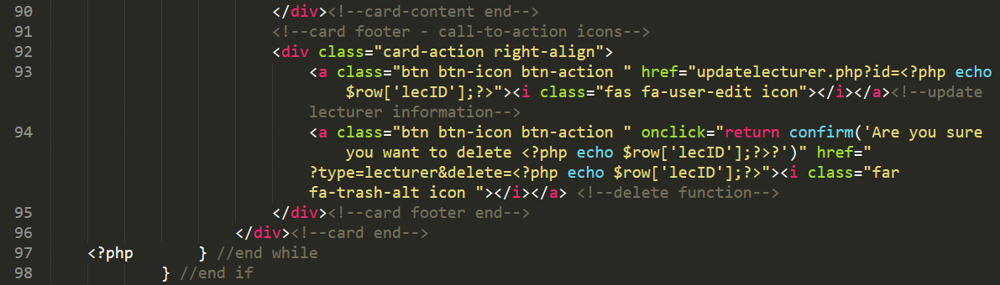 90 </div><!--card-content end-->
91 <!--card footer - call-to-action icons-->
92 <div class="card-action right-align">
93 <a class="btn btn-icon btn-action " href="updatelecturer.php?id=<?php echo
$row['lecID'];?>"><i class="fas fa-user-edit icon"></i></a><!--update
lecturer information-->
94 <a class="btn btn-icon btn-action " onclick="return confirm('Are you sure
you want to delete <?php echo $row['lecID'];?>?')" href="
?type=lecturer&delete=<?php echo $row['lecID'];?>"><i class="far
fa-trash-alt icon "></i></a> <!--delete function-->
95 </div><!--card footer end-->
96 </div><!--card end-->
97 <?php } //end while
98 } //end if